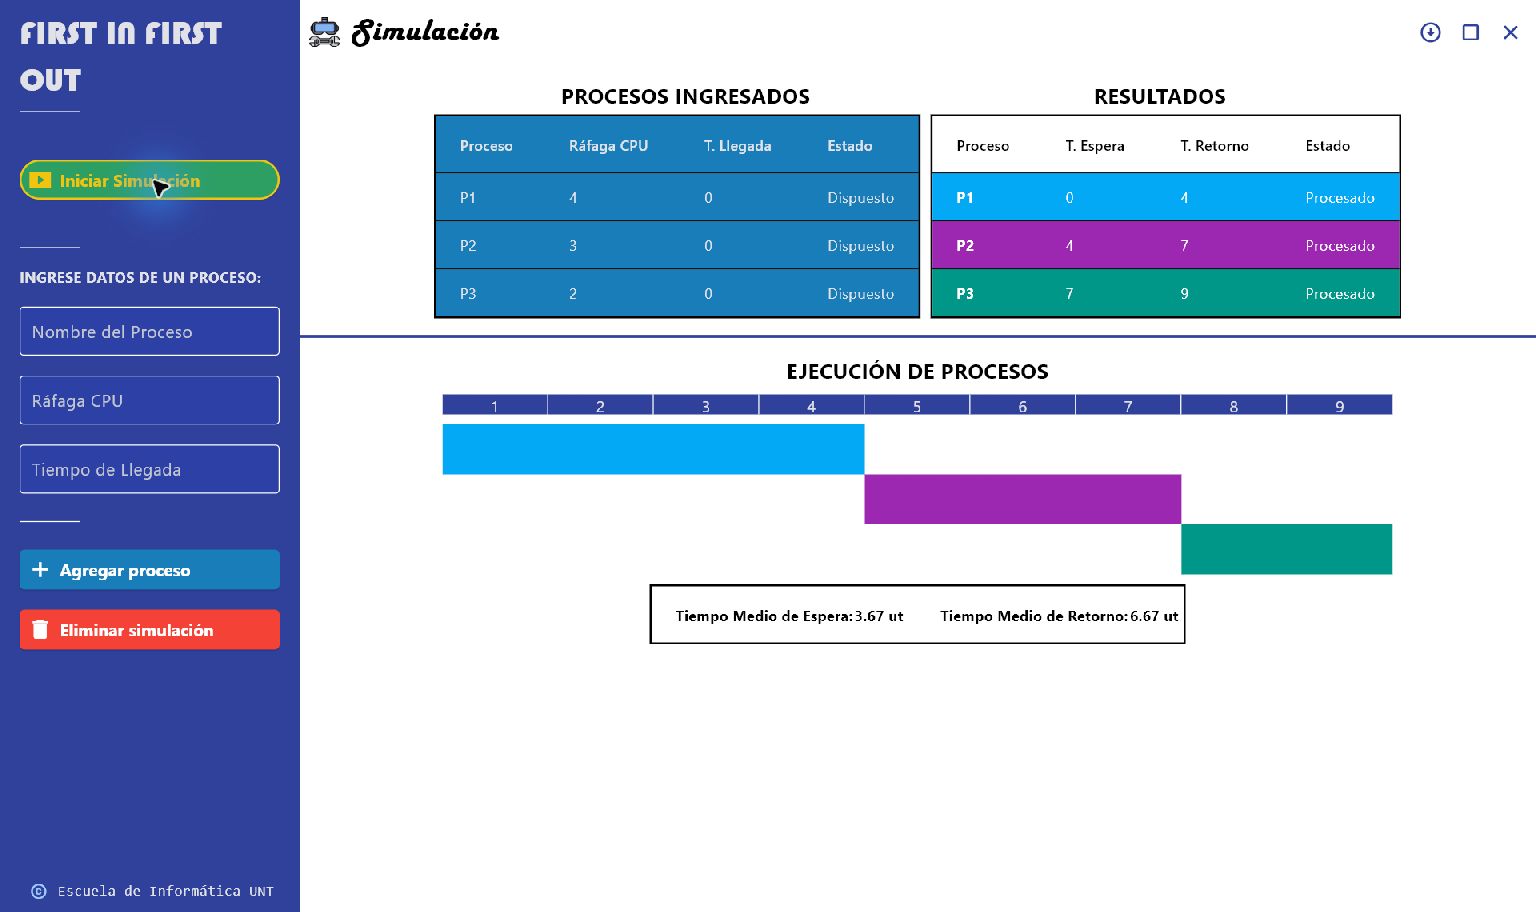 FIRST IN FIRST
OUT
Iniciar Simulación
INGRESE DATOS DE UN PROCESO:
Nombre del Proceso
Ráfaga CPU
Tiempo de Llegada
Agregar proceso
Eliminar simulación
© Escuela de Informática UNT
Simulación
PROCESOS INGRESADOS
Proceso Ráfaga CPU T. Llegada Estado
P1 4 0 Dispuesto
P2 3 0 Dispuesto
P3 2 0 Dispuesto
RESULTADOS
Proceso T. Espera T. Retorno Estado
P1 0 4 Procesado
P2 4 7 Procesado
P3 7 9 Procesado
EJECUCIÓN DE PROCESOS
1 2 3 4 5 6 7 8 9
Tiempo Medio de Espera: 3.67 ut Tiempo Medio de Retorno: 6.67 ut